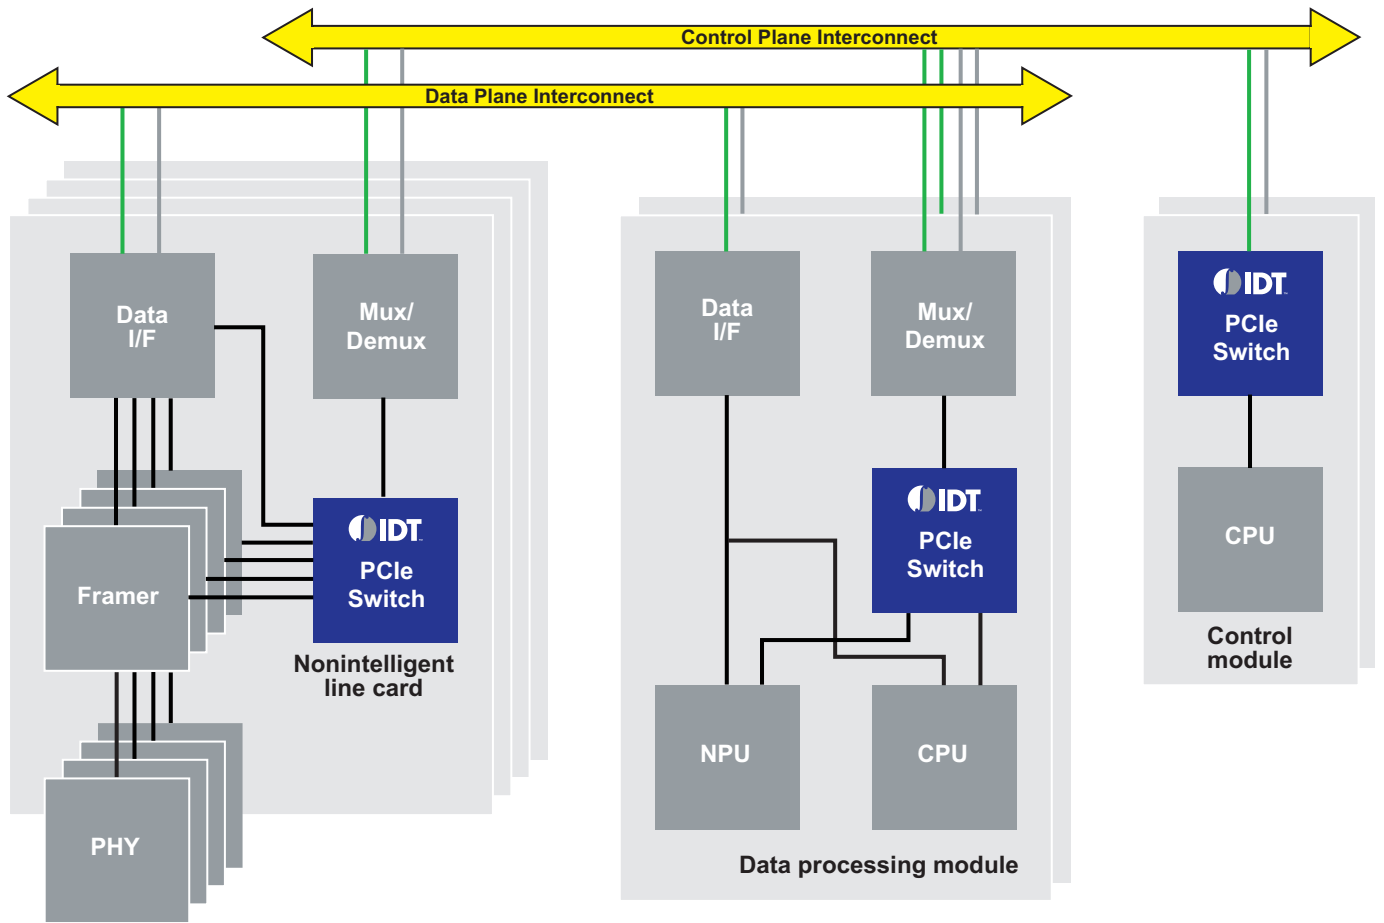 Control Plane Interconnect
Data Plane Interconnect
Data
I/F
Mux/
Demux
Framer
IDT
PCIe
Switch
Nonintelligent
line card
PHY
Data
I/F
Mux/
Demux
IDT
PCIe
Switch
NPU
CPU
Data processing module
IDT
PCIe
Switch
CPU
Control
module